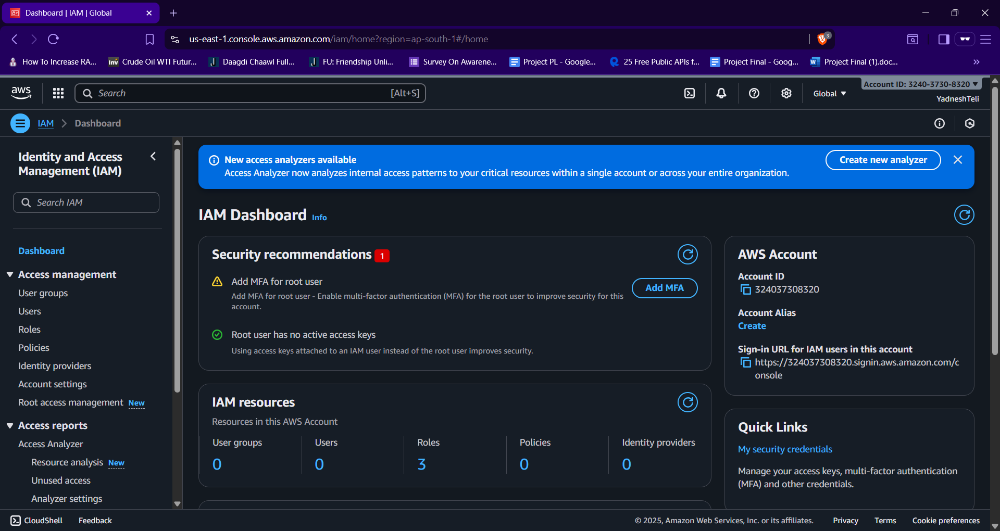 Dashboard | IAM | Global
us-east-1.console.aws.amazon.com/iam/home?region=ap-south-1#/home
3
How To Increase RA...
Inv
Crude Oil WTI Futur...
Daagdi Chaawl Full...
FU: Friendship Unli...
Survey On Awarene...
Project PL - Google...
25 Free Public APIs f...
Project Final - Goog...
Project Final (1).doc...
aws
Search
[Alt+S]
Global
Account ID: 3240-3730-8320
YadneshTeli
IAM
Dashboard
Identity and Access
Management (IAM)
Search IAM
Dashboard
Access management
User groups
Users
Roles
Policies
Identity providers
Account settings
Root access management New
Access reports
Access Analyzer
Resource analysis New
Unused access
Analyzer settings
New access analyzers available
Access Analyzer now analyzes internal access patterns to your critical resources within a single account or across your entire organization.
Create new analyzer
IAM Dashboard Info
Security recommendations 1
Add MFA for root user
Add MFA for root user - Enable multi-factor authentication (MFA) for the root user to improve security for this
account.
Add MFA
Root user has no active access keys
Using access keys attached to an IAM user instead of the root user improves security.
IAM resources
Resources in this AWS Account
User groups
0
Users
0
Roles
3
Policies
0
Identity providers
0
AWS Account
Account ID
324037308320
Account Alias
Create
Sign-in URL for IAM users in this account
https://324037308320.signin.aws.amazon.com/c
onsole
Quick Links
My security credentials
Manage your access keys, multi-factor authentication
(MFA) and other credentials.
CloudShell
Feedback
© 2025, Amazon Web Services, Inc. or its affiliates.
Privacy
Terms
Cookie preferences